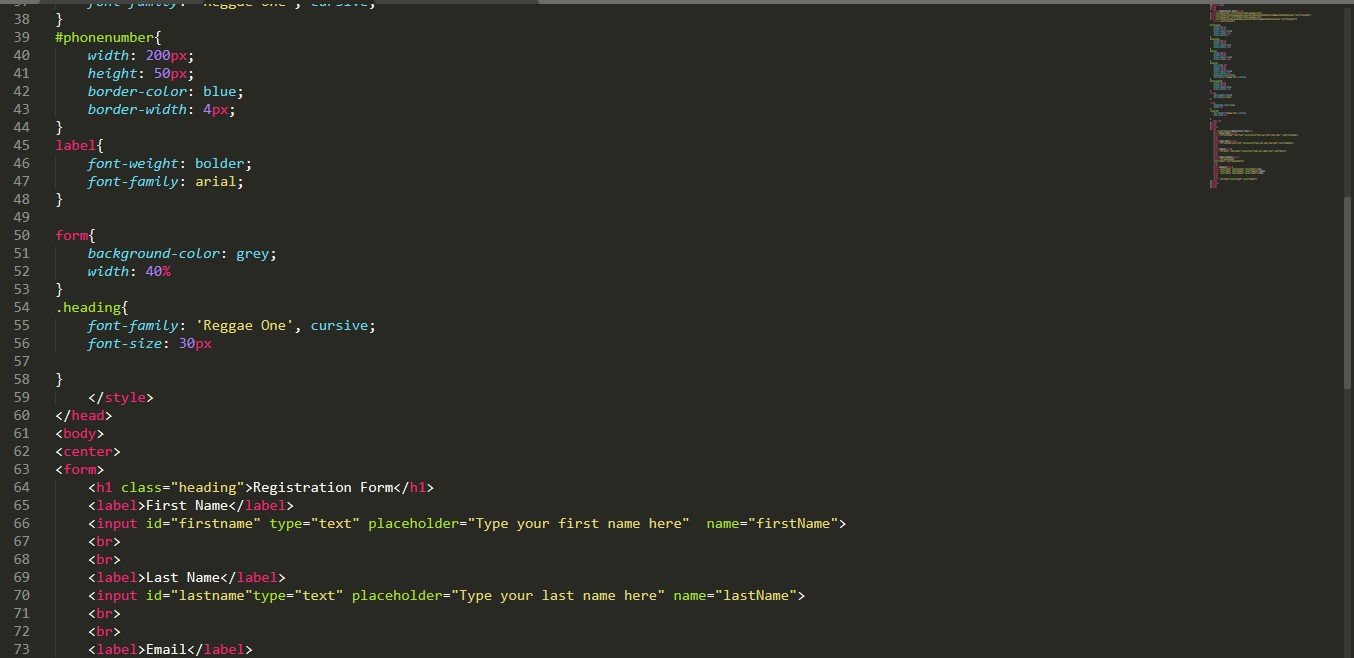 37 font-family: 'Reggae One', cursive;
38 }
39 #phonenumber{
40 width: 200px;
41 height: 50px;
42 border-color: blue;
43 border-width: 4px;
44 }
45 label{
46 font-weight: bolder;
47 font-family: arial;
48 }
49
50 form{
51 background-color: grey;
52 width: 40%
53 }
54 .heading{
55 font-family: 'Reggae One', cursive;
56 font-size: 30px
57
58 }
59 </style>
60 </head>
61 <body>
62 <center>
63 <form>
64 <h1 class="heading">Registration Form</h1>
65 <label>First Name</label>
66 <input id="firstname" type="text" placeholder="Type your first name here"  name="firstName">
67 <br>
68 <br>
69 <label>Last Name</label>
70 <input id="lastname"type="text" placeholder="Type your last name here" name="lastName">
71 <br>
72 <br>
73 <label>Email</label>